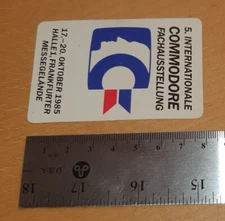 5. INTERNATIONALE
COMMODORE
FACHAUSSTELLUNG
17.–20. OKTOBER 1985
HALLE 1, FRANKFURTER
MESSEGELÄNDE
18
17
16
15